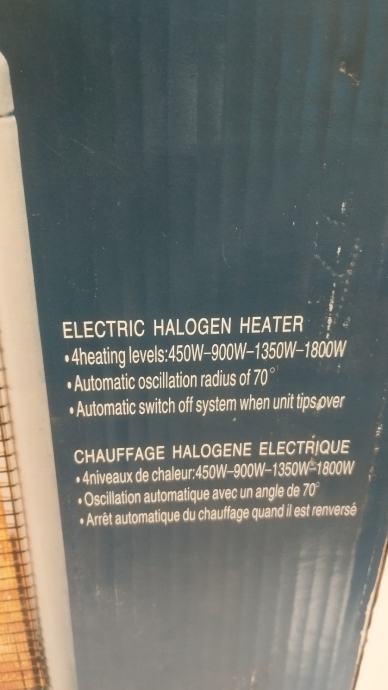 ELECTRIC HALOGEN HEATER
•4heating levels:450W–900W–1350W–1800W
•Automatic oscillation radius of 70°
•Automatic switch off system when unit tips over
CHAUFFAGE HALOGENE ELECTRIQUE
•4niveaux de chaleur:450W–900W–1350W–1800W
•Oscillation automatique avec un angle de 70°
•Arrêt automatique du chauffage quand il est renversé